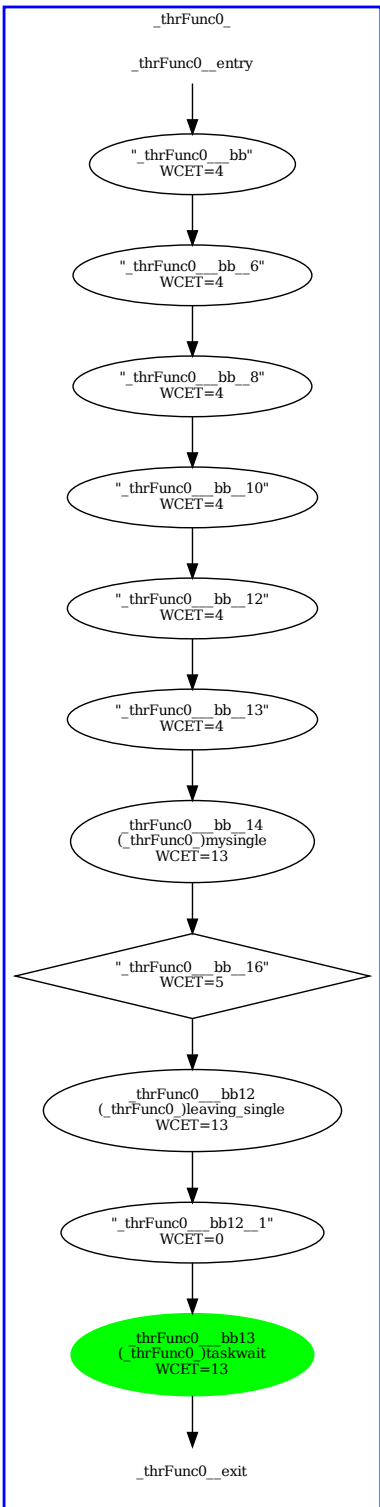 _thrFunc0_
_thrFunc0__entry
"_thrFunc0___bb"
WCET=4
"_thrFunc0___bb__6"
WCET=4
"_thrFunc0___bb__8"
WCET=4
"_thrFunc0___bb__10"
WCET=4
"_thrFunc0___bb__12"
WCET=4
"_thrFunc0___bb__13"
WCET=4
_thrFunc0___bb__14
(_thrFunc0_)mysingle
WCET=13
"_thrFunc0___bb__16"
WCET=5
_thrFunc0___bb12
(_thrFunc0_)leaving_single
WCET=13
"_thrFunc0___bb12__1"
WCET=0
_thrFunc0___bb13
(_thrFunc0_)taskwait
WCET=13
_thrFunc0__exit